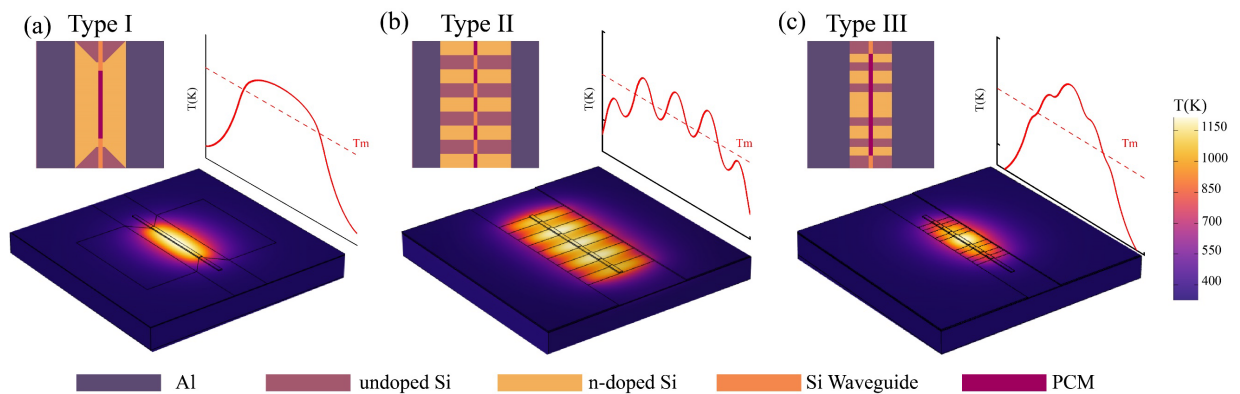 (a) Type I
T(K)
Tm
(b) Type II
T(K)
Tm
(c) Type III
T(K)
Tm
T(K)
1150
1000
850
700
550
400
Al
undoped Si
n-doped Si
Si Waveguide
PCM